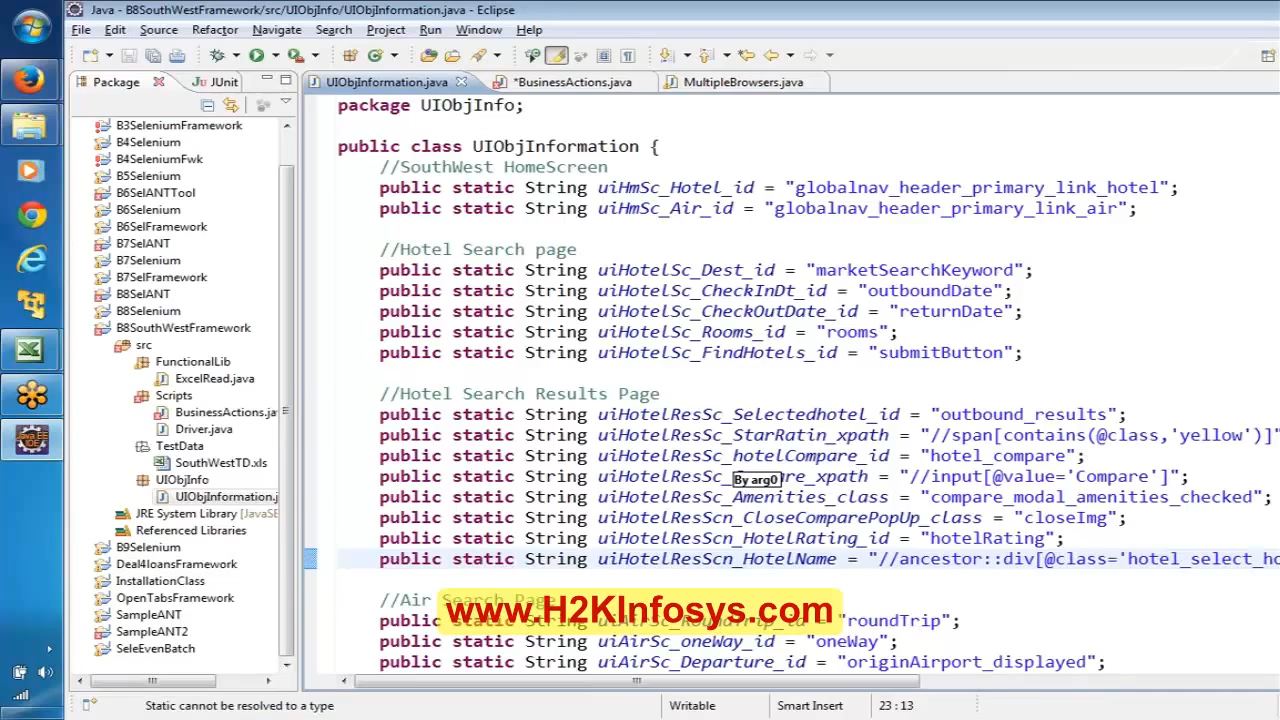 Java - B8SouthWestFramework/src/UIObjInfo/UIObjInformation.java - Eclipse
File Edit Source Refactor Navigate Search Project Run Window Help
Package JUnit
UIObjInformation.java *BusinessActions.java MultipleBrowsers.java
B3SeleniumFramework
B4Selenium
B4SeleniumFwk
B5Selenium
B6SelANTTool
B6Selenium
B6SelFramework
B7SelANT
B7Selenium
B7SelFramework
B8SelANT
B8Selenium
B8SouthWestFramework
src
FunctionalLib
ExcelRead.java
Scripts
BusinessActions.ja
Driver.java
TestData
SouthWestTD.xls
UIObjInfo
UIObjInformation.j
JRE System Library [JavaSE
Referenced Libraries
B9Selenium
Deal4loansFramework
InstallationClass
OpenTabsFramework
SampleANT
SampleANT2
SeleEvenBatch
package UIObjInfo;
public class UIObjInformation {
//SouthWest HomeScreen
public static String uiHmSc_Hotel_id = "globalnav_header_primary_link_hotel";
public static String uiHmSc_Air_id = "globalnav_header_primary_link_air";
//Hotel Search page
public static String uiHotelSc_Dest_id = "marketSearchKeyword";
public static String uiHotelSc_CheckInDt_id = "outboundDate";
public static String uiHotelSc_CheckOutDate_id = "returnDate";
public static String uiHotelSc_Rooms_id = "rooms";
public static String uiHotelSc_FindHotels_id = "submitButton";
//Hotel Search Results Page
public static String uiHotelResSc_Selectedhotel_id = "outbound_results";
public static String uiHotelResSc_StarRatin_xpath = "//span[contains(@class,'yellow')]"
public static String uiHotelResSc_hotelCompare_id = "hotel_compare";
public static String uiHotelResSc_ re_xpath = "//input[@value='Compare']";
By arg0
public static String uiHotelResSc_Amenities_class = "compare_modal_amenities_checked";
public static String uiHotelResScn_CloseComparePopUp_class = "closeImg";
public static String uiHotelResScn_HotelRating_id = "hotelRating";
public static String uiHotelResScn_HotelName = "//ancestor::div[@class='hotel_select_ho
//Air Search Page
public static String uiAirSc_RoundTrip_id = "roundTrip";
www.H2KInfosys.com
public static String uiAirSc_oneWay_id = "oneWay";
public static String uiAirSc_Departure_id = "originAirport_displayed";
Static cannot be resolved to a type Writable Smart Insert 23 : 13